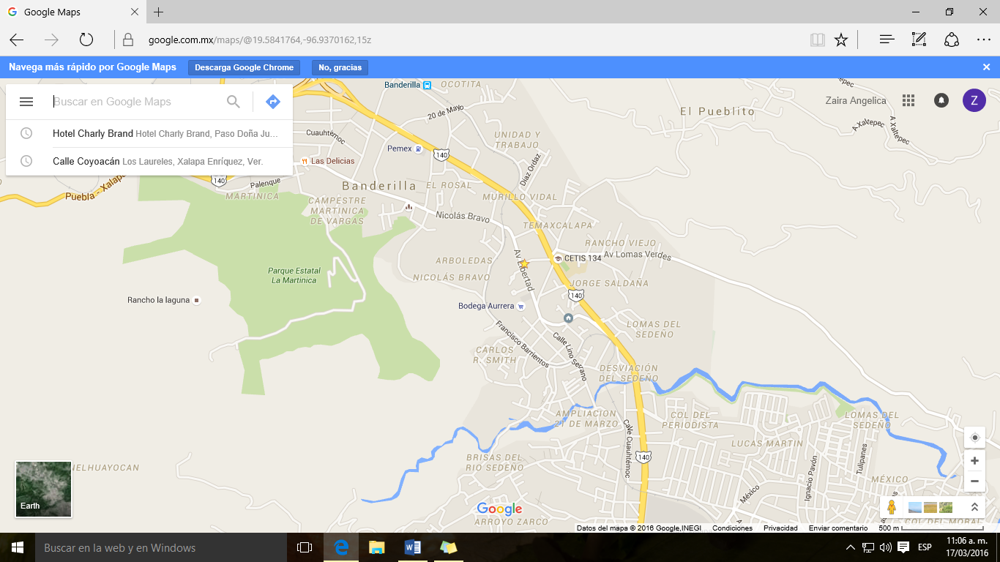 Google Maps
google.com.mx/maps/@19.5841764,-96.9370162,15z
Navega más rápido por Google Maps
Descarga Google Chrome
No, gracias
Buscar en Google Maps
Hotel Charly Brand Hotel Charly Brand, Paso Doña Ju...
Calle Coyoacán Los Laureles, Xalapa Enríquez, Ver.
Zaira Angelica
Z
Banderilla
OCOTITA
20 de Mayo
El Pueblito
A Xaltepec
A Xaltepec
Xaltepec
Cuauhtémoc
UNIDAD Y
TRABAJO
Pemex
140
Las Delicias
Diaz Ordaz
140
Palenque
Puebla - Xalapa
Banderilla
EL ROSAL
MARTINICA
CAMPESTRE
MARTINICA
DE VARGAS
MURILLO VIDAL
Nicolás Bravo
TEMAXCALAPA
RANCHO VIEJO
Av Lomas Verdes
CETIS 134
ARBOLEDAS
Av Libertad
NICOLÁS BRAVO
JORGE SALDAÑA
Parque Estatal
La Martinica
Rancho la laguna
140
Bodega Aurrera
LOMAS DEL
SEDEÑO
Francisco Barrientos
Calle Lino Serrano
CARLOS
R. SMITH
DESVIACIÓN
DEL SEDEÑO
AMPLIACION
21 DE MARZO
COL DEL
PERIODISTA
LOMAS DEL
SEDEÑO
Calle Cuauhtémoc
LUCAS MARTIN
Tulipanes
BRISAS DEL
RIO SEDEÑO
140
Ignacio Pavón
MÉXICO
México
NELHUAYOCAN
Earth
Google
ARROYO ZARCO
COL DEL MORAL
Datos del mapa © 2016 Google,INEGI
Condiciones
Privacidad
Enviar comentario
500 m
Buscar en la web y en Windows
ESP
11:06 a. m.
17/03/2016